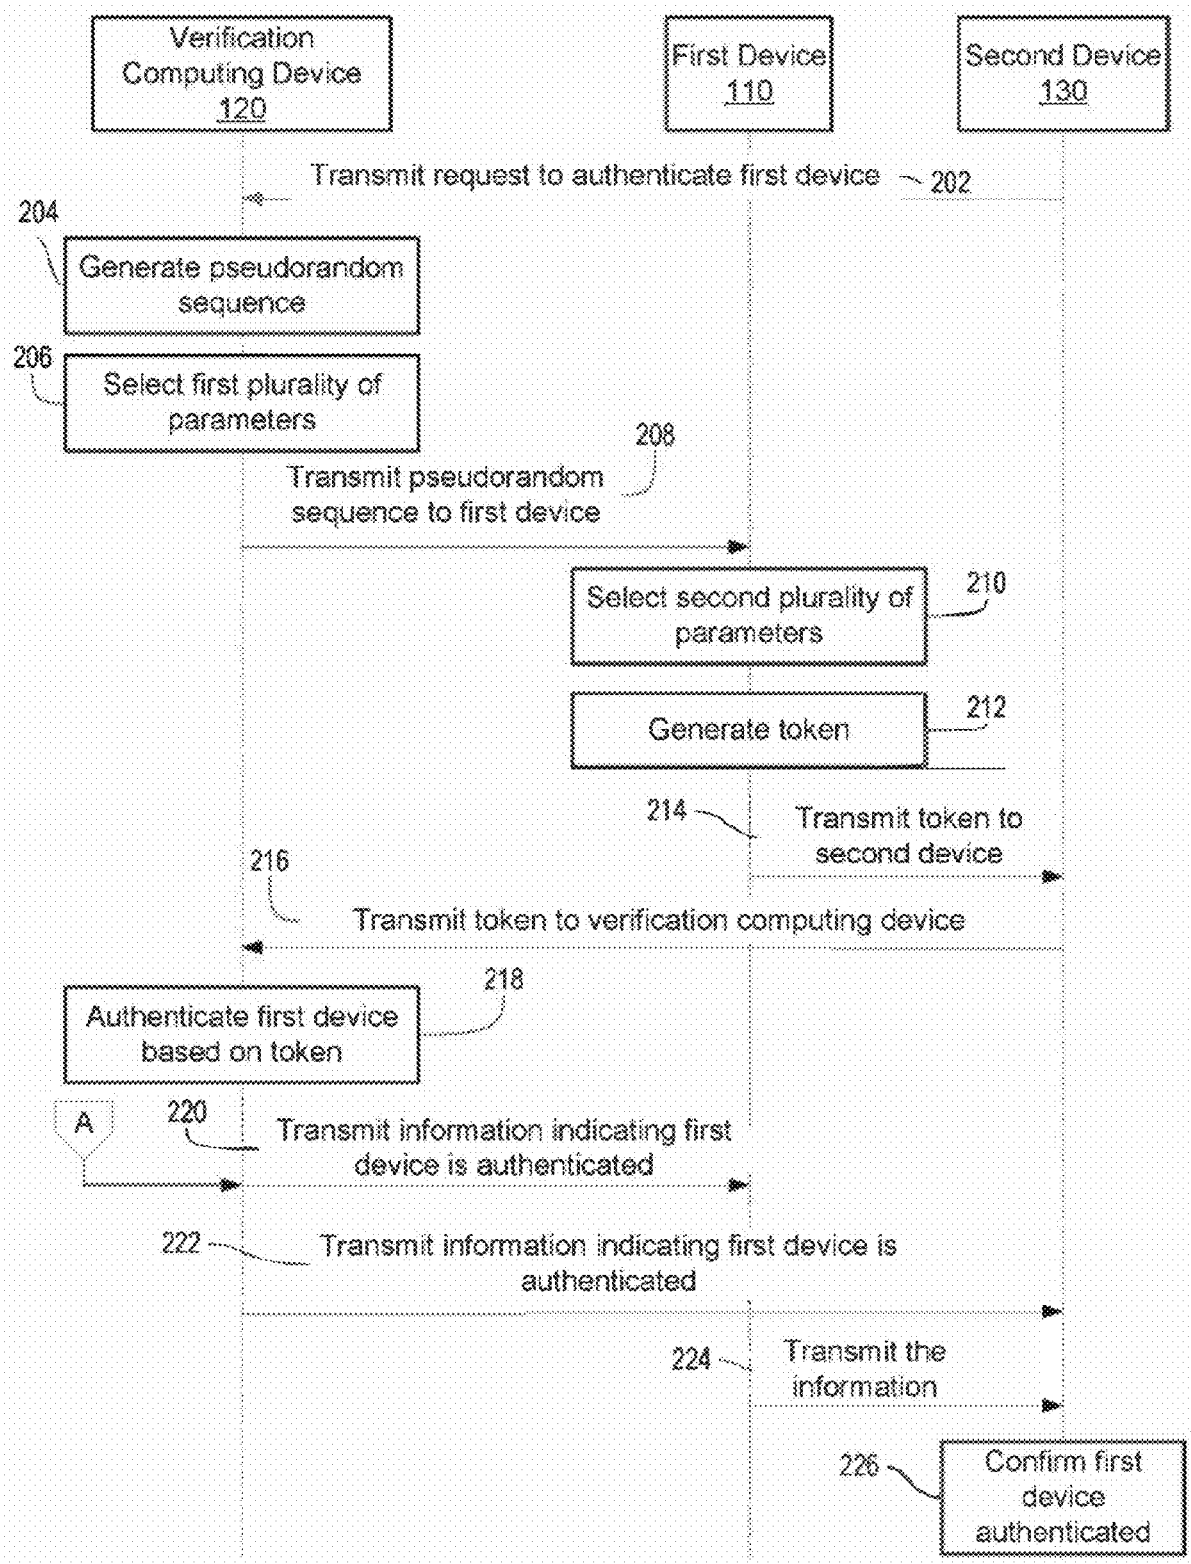 Verification
Computing Device
120
First Device
110
Second Device
130
Transmit request to authenticate first device
202
204
Generate pseudorandom
sequence
206
Select first plurality of
parameters
208
Transmit pseudorandom
sequence to first device
210
Select second plurality of
parameters
212
Generate token
214
Transmit token to
second device
216
Transmit token to verification computing device
218
Authenticate first device
based on token
A
220
Transmit information indicating first
device is authenticated
222
Transmit information indicating first device is
authenticated
224
Transmit the
information
226
Confirm first
device
authenticated